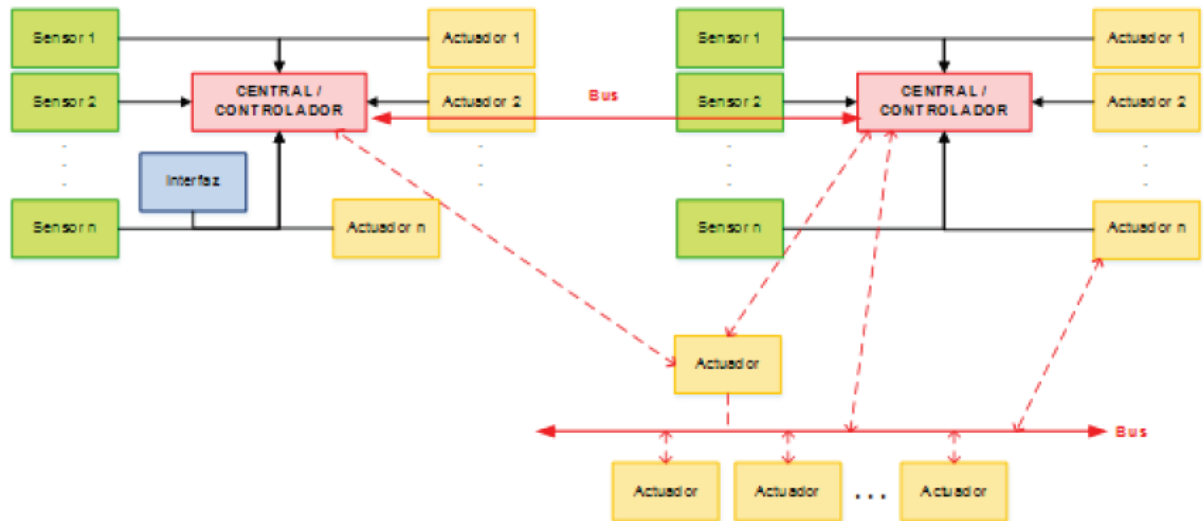 Sensor 1
Actuador 1
Sensor 1
Actuador 1
Sensor 2
CENTRAL /
CONTROLADOR
Actuador 2
Bus
Sensor 2
CENTRAL /
CONTROLADOR
Actuador 2
Interfaz
Sensor n
Actuador n
Sensor n
Actuador n
Actuador
Bus
Actuador
Actuador
...
Actuador